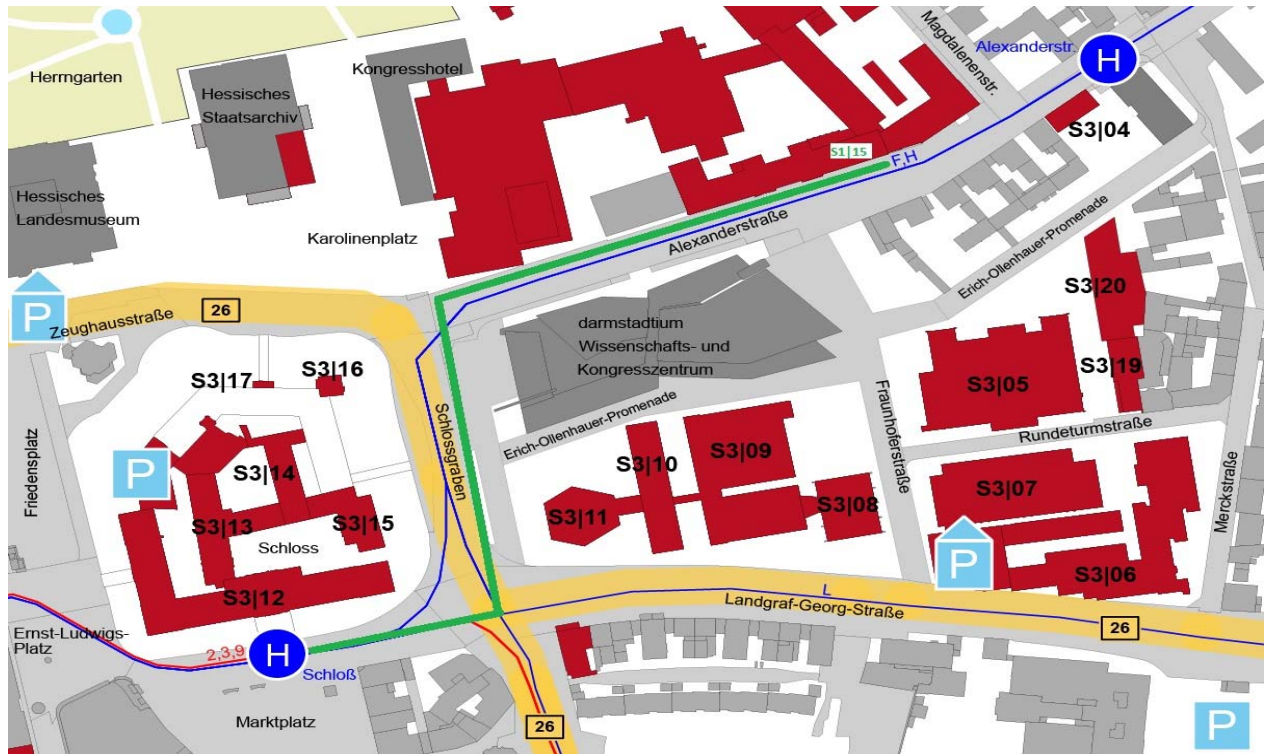 Herrngarten
Hessisches
Staatsarchiv
Kongresshotel
Magdalenenstr.
Alexanderstr.
H
S3|04
S1|15
F,H
Hessisches
Landesmuseum
Karolinenplatz
Alexanderstraße
Erich-Ollenhauer-Promenade
P
Zeughausstraße
26
darmstadtium
Wissenschafts- und
Kongresszentrum
S3|20
S3|19
S3|05
S3|17
S3|16
Schlossgraben
Erich-Ollenhauer-Promenade
Fraunhoferstraße
Rundeturmstraße
Friedensplatz
P
S3|14
S3|13
S3|15
Schloss
S3|12
S3|10
S3|09
S3|11
S3|08
S3|07
P
S3|06
Merckstraße
L
Landgraf-Georg-Straße
26
Ernst-Ludwigs-
Platz
2,3,9
H
Schloß
Marktplatz
26
P